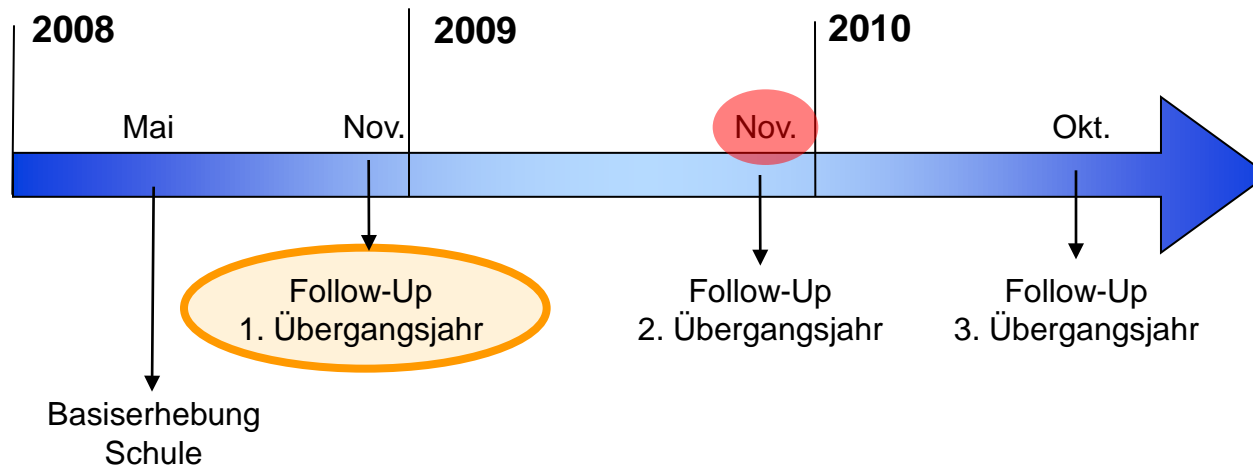 2008
2009
2010
Mai
Nov.
Nov.
Okt.
Follow-Up
1. Übergangsjahr
Follow-Up
2. Übergangsjahr
Follow-Up
3. Übergangsjahr
Basiserhebung
Schule